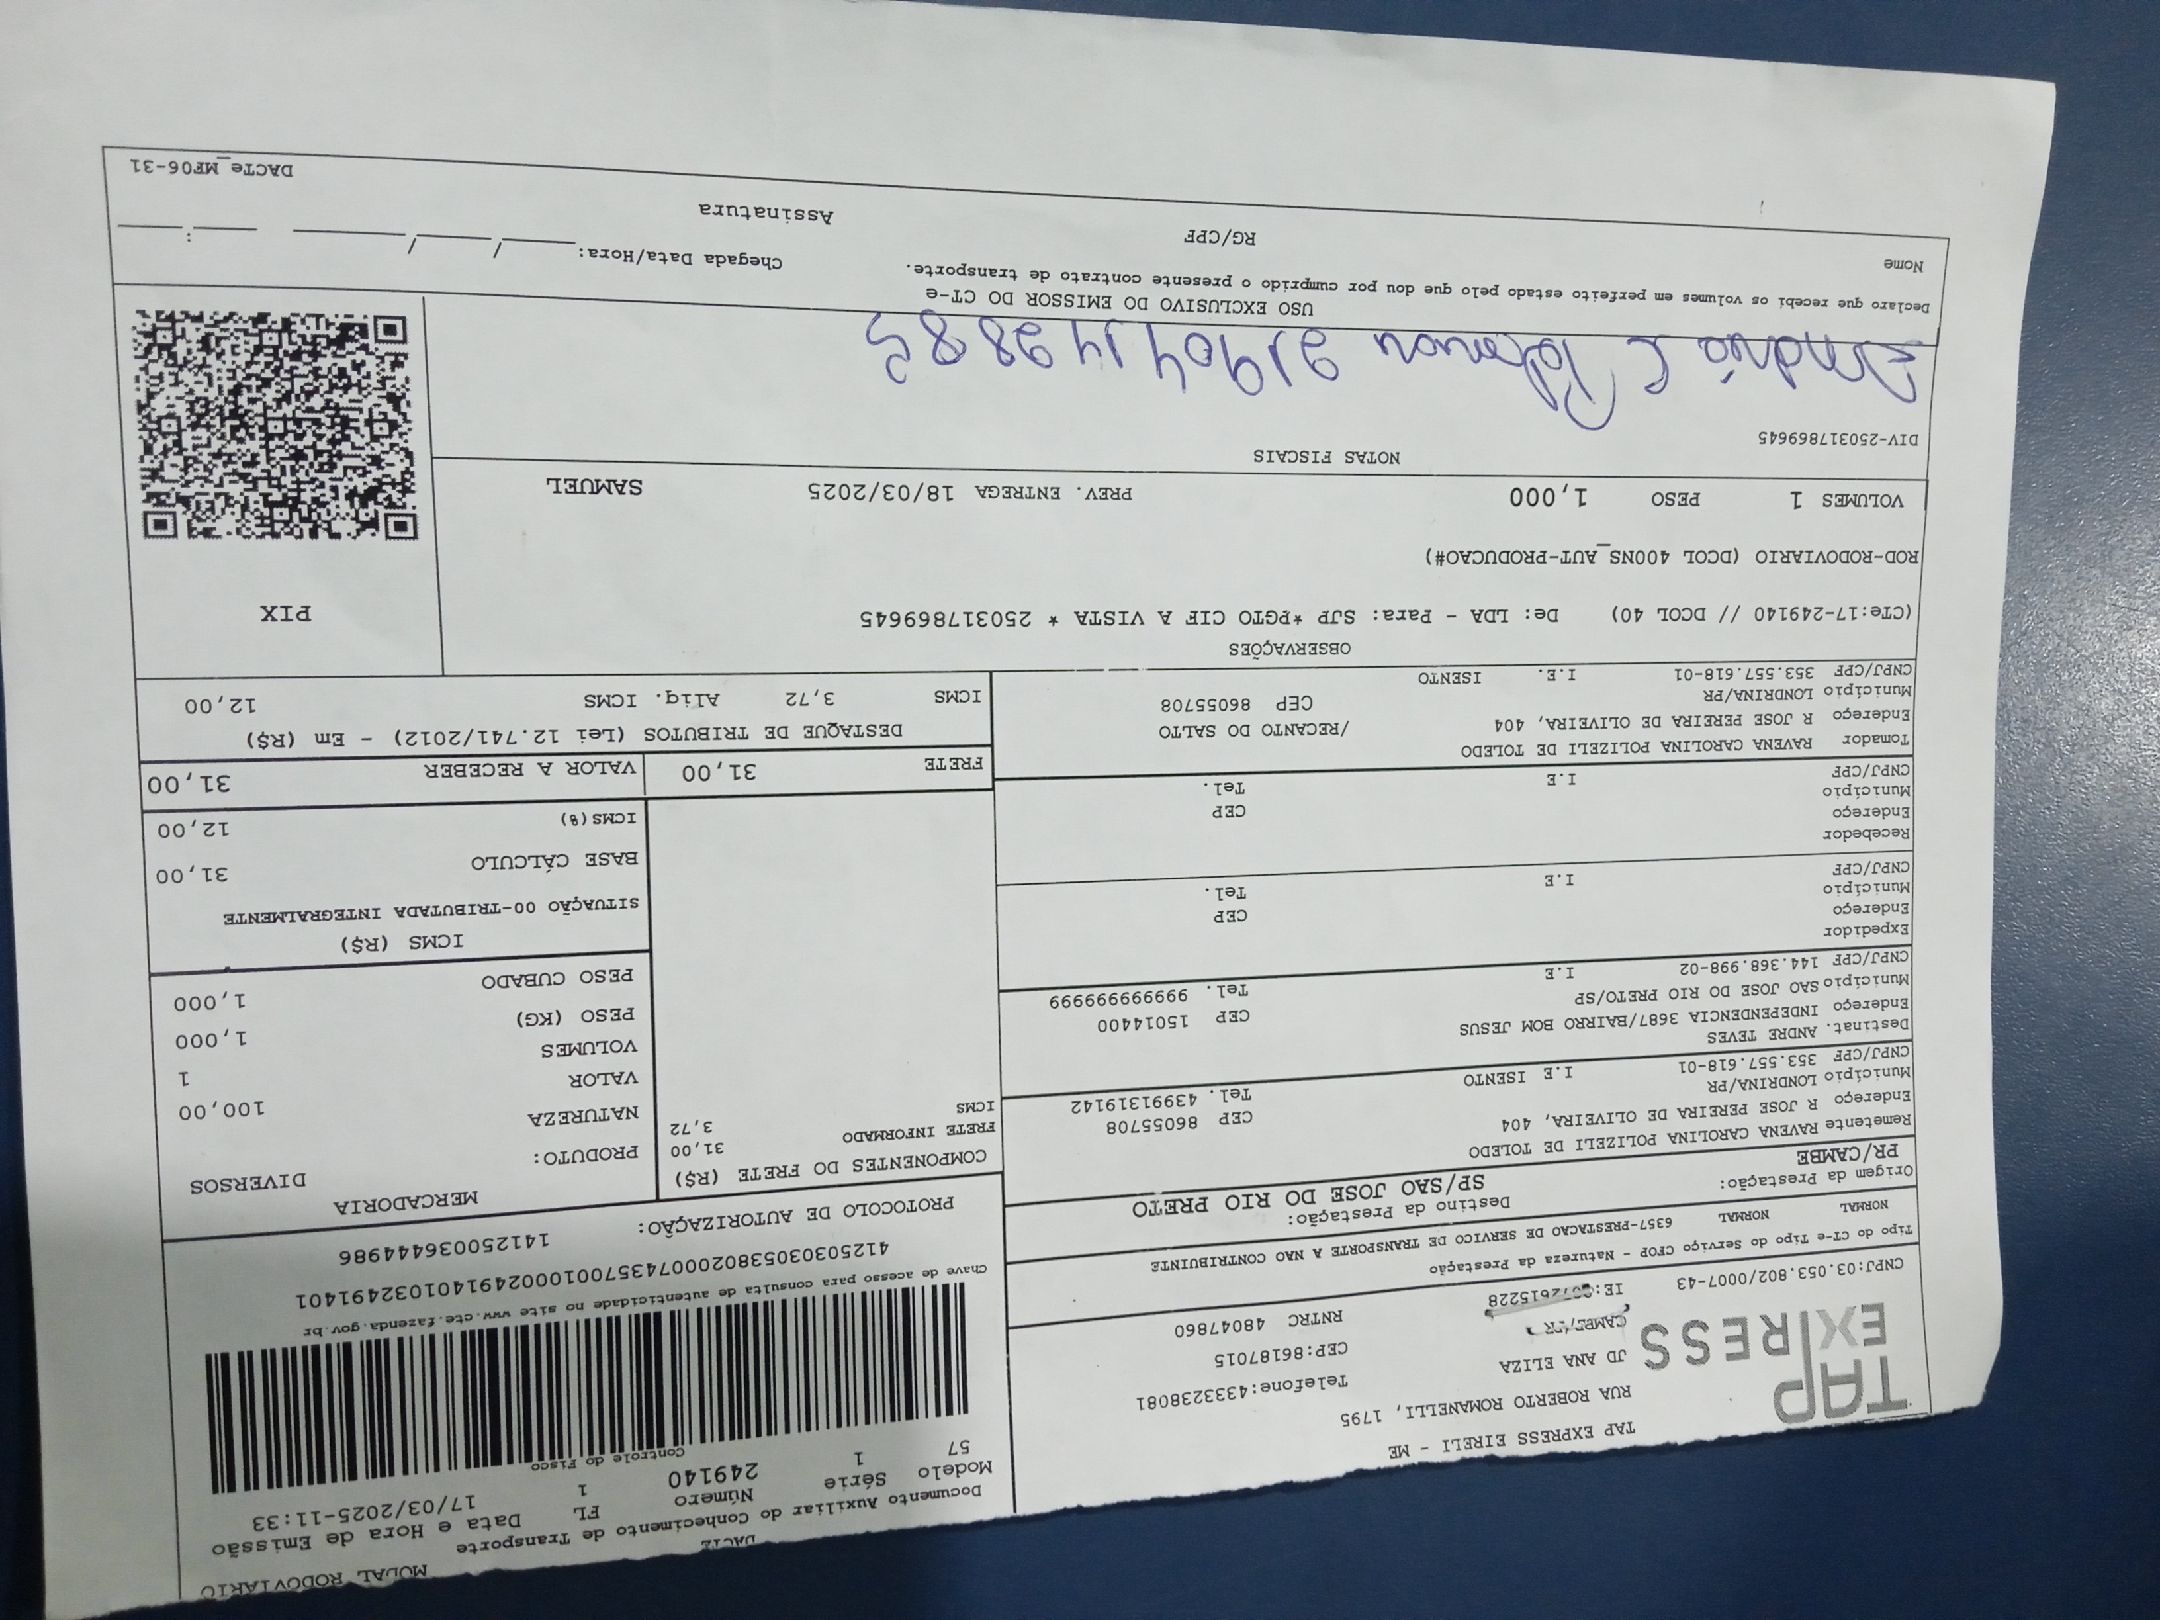 MODAL RODOVIÁRIO
DACTE
Documento Auxiliar do Conhecimento de Transporte
Modelo Série Número FL Data e Hora de Emissão
57 1 249140 1 17/03/2025-11:33
Controle do Fisco
Chave de acesso para consulta de autenticidade no site www.cte.fazenda.gov.br
41250303053802000743570010002491401032491401
PROTOCOLO DE AUTORIZAÇÃO: 141250036444986
TAP EXPRESS
TAP EXPRESS EIRELI - ME
RUA ROBERTO ROMANELLI, 1795
JD ANA ELIZA Telefone:4333238081
CAMBE/PR CEP:86187015
CNPJ:03.053.802/0007-43 RNTRC 48047860
Tipo do CT-e Tipo do Serviço CFOP - Natureza da Prestação
NORMAL NORMAL 6357-PRESTACAO DE SERVICO DE TRANSPORTE A NAO CONTRIBUINTE
Origem da Prestação: Destino da Prestação:
PR/CAMBE SP/SAO JOSE DO RIO PRETO
Remetente RAVENA CAROLINA POLIZELI DE TOLEDO
Endereço R JOSE PEREIRA DE OLIVEIRA, 404 CEP 86055708
Município LONDRINA/PR Tel. 43991319142
CNPJ/CPF 353.557.618-01 I.E ISENTO
Destinat. ANDRE TEVES
Endereço INDEPENDENCIA 3687/BAIRRO BOM JESUS CEP 15014400
Município SAO JOSE DO RIO PRETO/SP Tel. 9999999999999
CNPJ/CPF 144.368.998-02 I.E
Expedidor
Endereço CEP
Município Tel.
CNPJ/CPF I.E
Recebedor
Endereço CEP
Município Tel.
CNPJ/CPF I.E
Tomador RAVENA CAROLINA POLIZELI DE TOLEDO
Endereço R JOSE PEREIRA DE OLIVEIRA, 404 /RECANTO DO SALTO
Município LONDRINA/PR CEP 86055708
CNPJ/CPF 353.557.618-01 I.E. ISENTO
COMPONENTES DO FRETE (R$)
FRETE INFORMADO 31,00
ICMS 3,72
MERCADORIA
PRODUTO: DIVERSOS
NATUREZA
VALOR 100,00
VOLUMES 1
PESO (KG) 1,000
PESO CUBADO 1,000
ICMS (R$)
SITUAÇÃO 00-TRIBUTADA INTEGRALMENTE
BASE CÁLCULO 31,00
ICMS(%) 12,00
FRETE 31,00 VALOR A RECEBER 31,00
DESTAQUE DE TRIBUTOS (Lei 12.741/2012) - Em (R$)
ICMS 3,72 Aliq. ICMS 12,00
OBSERVAÇÕES
(CTe:17-249140 // DCOL 40) De: LDA - Para: SJP *PGTO CIF A VISTA * 25031786964​5
ROD-RODOVIARIO (DCOL 400NS_AUT-PRODUCAO#)
PIX
VOLUMES 1 PESO 1,000 PREV. ENTREGA 18/03/2025 SAMUEL
NOTAS FISCAIS
DIV-250317869645
USO EXCLUSIVO DO EMISSOR DO CT-e
Declaro que recebi os volumes em perfeito estado pelo que dou por cumprido o presente contrato de transporte.
Chegada Data/Hora: ____/____/____ ____:____
Nome RG/CPF Assinatura
DACTe_MF06-31